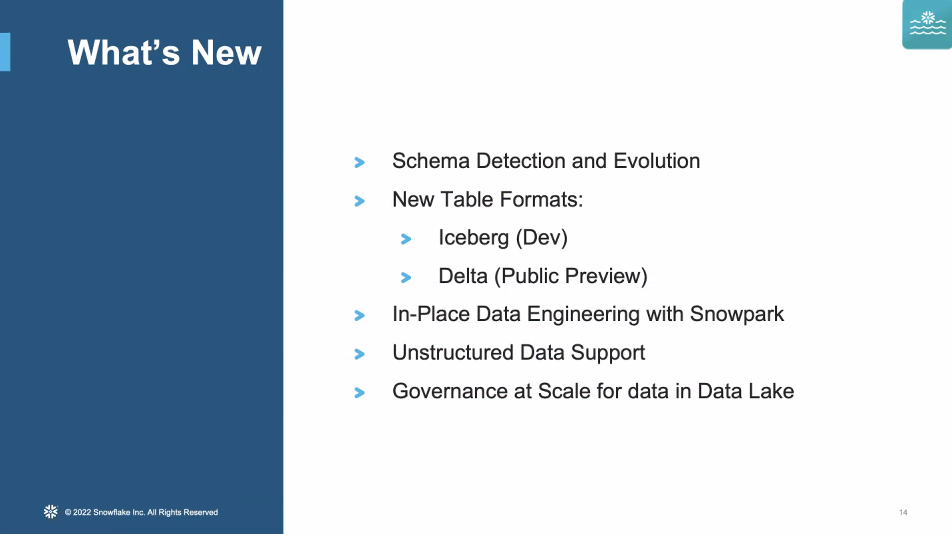 What’s New
Schema Detection and Evolution
New Table Formats:
Iceberg (Dev)
Delta (Public Preview)
In-Place Data Engineering with Snowpark
Unstructured Data Support
Governance at Scale for data in Data Lake
© 2022 Snowflake Inc. All Rights Reserved
14